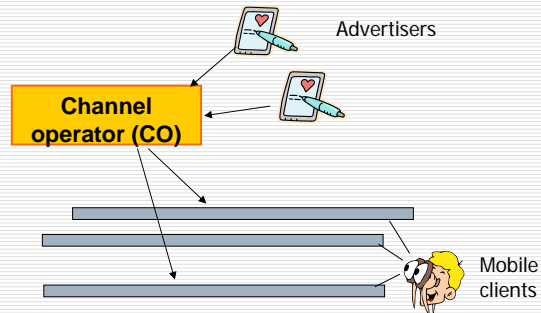 Advertisers
Channel
operator (CO)
Mobile
clients